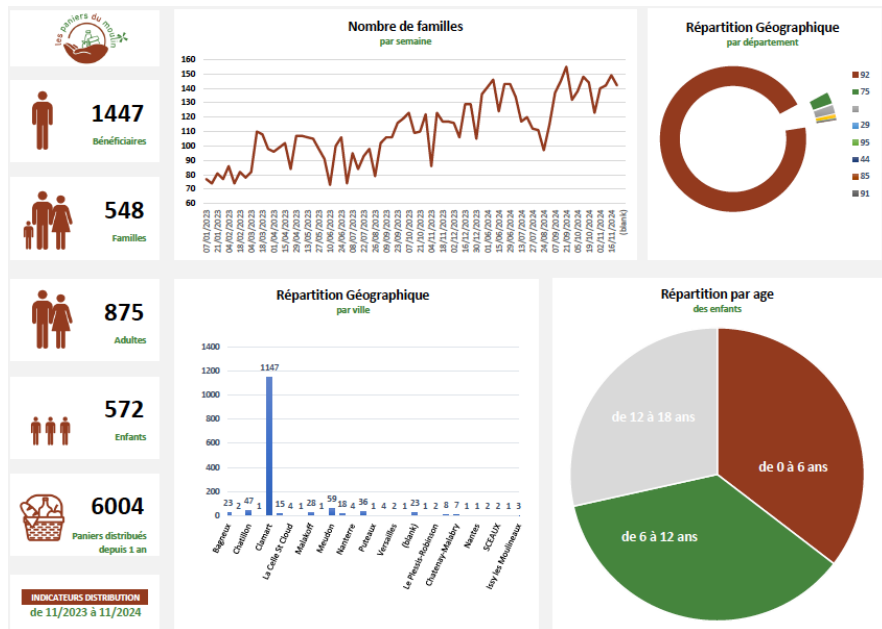 les paniers du moulin
1447
Bénéficiaires
548
Familles
875
Adultes
572
Enfants
6004
Paniers distribués
depuis 1 an
INDICATEURS DISTRIBUTION
de 11/2023 à 11/2024
Nombre de familles
par semaine
160
150
140
130
120
110
100
90
80
70
60
07/01/2023
21/01/2023
04/02/2023
18/02/2023
04/03/2023
18/03/2023
01/04/2023
15/04/2023
29/04/2023
13/05/2023
27/05/2023
10/06/2023
24/06/2023
08/07/2023
22/07/2023
26/08/2023
09/09/2023
23/09/2023
07/10/2023
21/10/2023
04/11/2023
18/11/2023
02/12/2023
16/12/2023
30/12/2023
01/06/2024
15/06/2024
29/06/2024
13/07/2024
27/07/2024
24/08/2024
07/09/2024
21/09/2024
05/10/2024
19/10/2024
02/11/2024
16/11/2024
(blank)
Répartition Géographique
par département
92
75
29
95
44
85
91
Répartition Géographique
par ville
1400
1200
1000
800
600
400
200
0
23 2 47 1 1147 15 4 1 28 1 59 18 4 36 1 4 2 1 23 1 2 8 7 1 1 2 2 1 3
Bagneux
Chatillon
Clamart
La Celle St Cloud
Malakoff
Meudon
Nanterre
Puteaux
Versailles
(blank)
Le Plessis-Robinson
Chatenay-Malabry
Nantes
SCEAUX
Issy les Moulineaux
Répartition par age
des enfants
de 12 à 18 ans
de 0 à 6 ans
de 6 à 12 ans